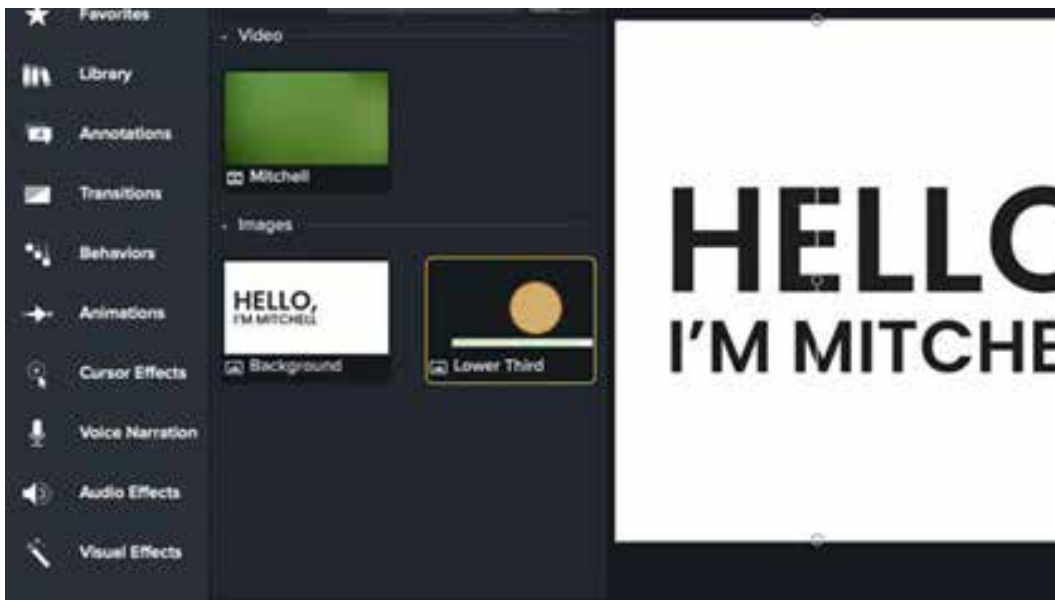 Favorites
Library
Annotations
Transitions
Behaviors
Animations
Cursor Effects
Voice Narration
Audio Effects
Visual Effects
Video
Mitchell
Images
HELLO,
I'M MITCHELL
Background
Lower Third
HELLO
I'M MITCHE